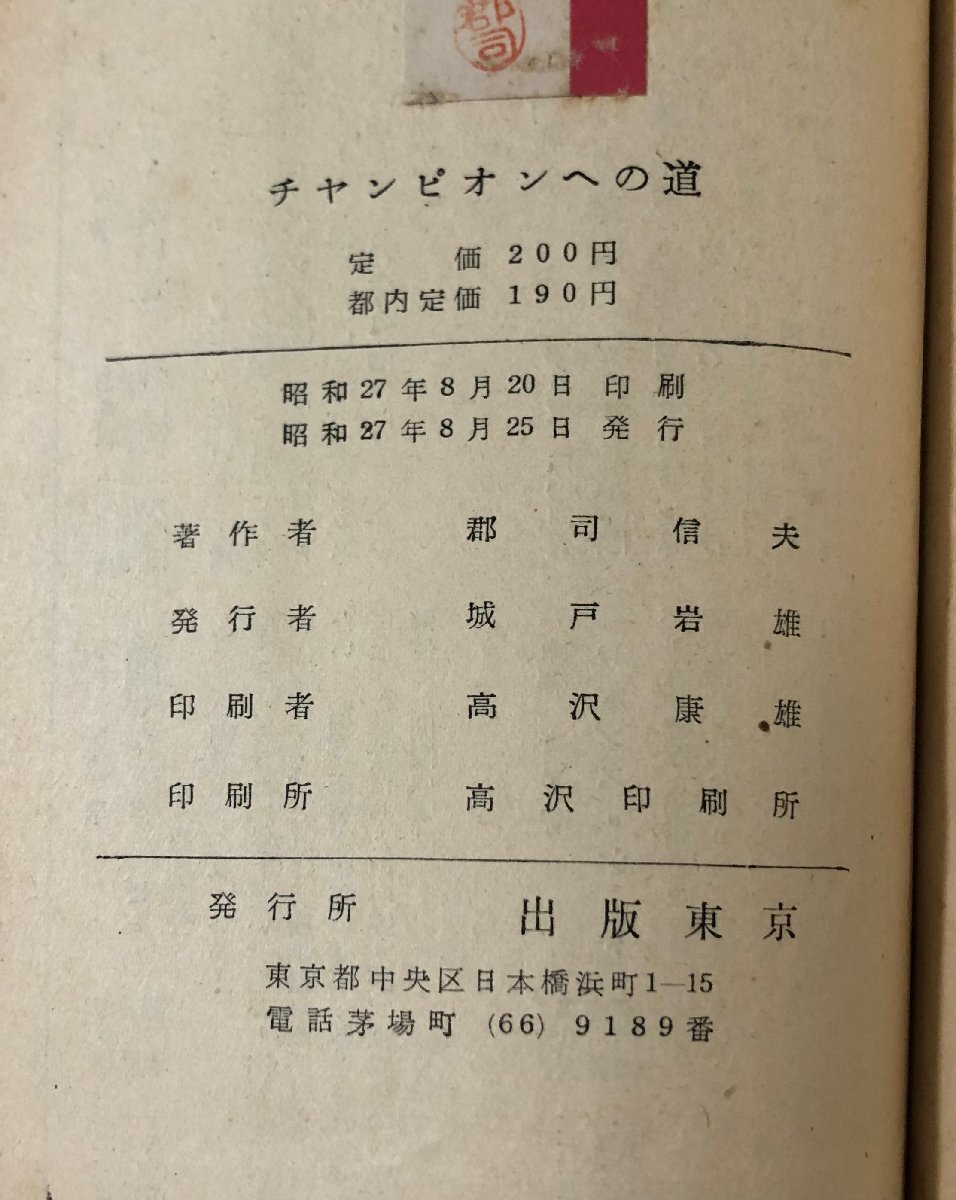 郡司
チヤンピオンへの道
定価 200円
都内定価 190円
昭和27年8月20日 印刷
昭和27年8月25日 発行
著作者 郡司信夫
発行者 城戸岩雄
印刷者 高沢康雄
印刷所 高沢印刷所
発行所 出版東京
東京都中央区日本橋浜町1—15
電話茅場町 (66) 9189番